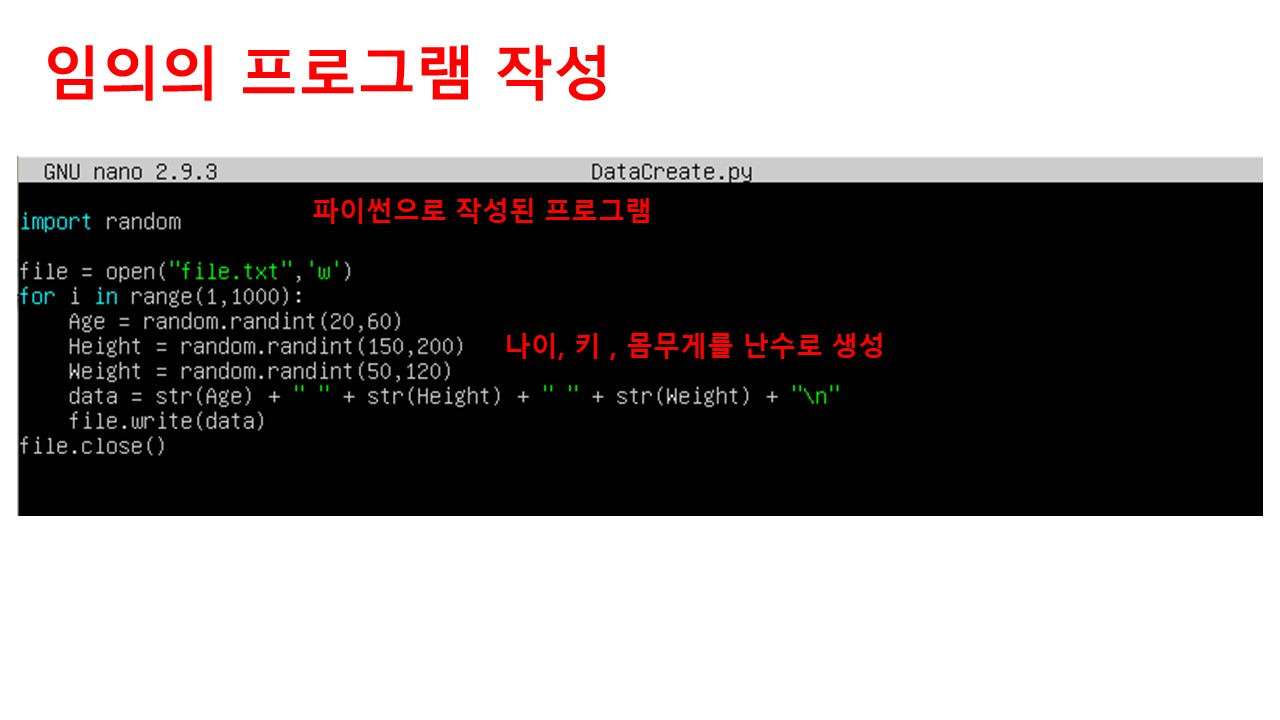 임의의 프로그램 작성
GNU nano 2.9.3 DataCreate.py
파이썬으로 작성된 프로그램
import random
file = open("file.txt",'w')
for i in range(1,1000):
    Age = random.randint(20,60)
    Height = random.randint(150,200)
나이, 키 , 몸무게를 난수로 생성
    Weight = random.randint(50,120)
    data = str(Age) + " " + str(Height) + " " + str(Weight) + "\n"
    file.write(data)
file.close()